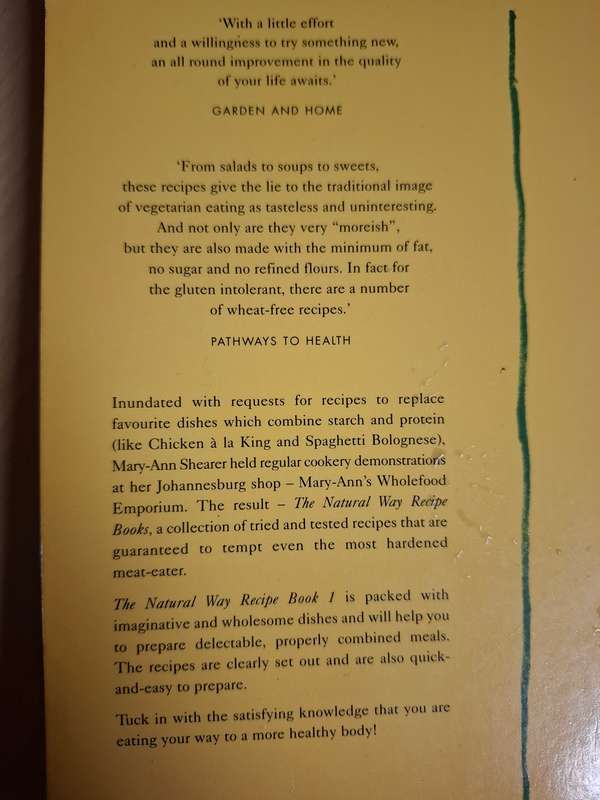 'With a little effort
and a willingness to try something new,
an all round improvement in the quality
of your life awaits.'
GARDEN AND HOME
'From salads to soups to sweets,
these recipes give the lie to the traditional image
of vegetarian eating as tasteless and uninteresting.
And not only are they very "moreish",
but they are also made with the minimum of fat,
no sugar and no refined flours. In fact for
the gluten intolerant, there are a number
of wheat-free recipes.'
PATHWAYS TO HEALTH
Inundated with requests for recipes to replace
favourite dishes which combine starch and protein
(like Chicken à la King and Spaghetti Bolognese),
Mary-Ann Shearer held regular cookery demonstrations
at her Johannesburg shop – Mary-Ann's Wholefood
Emporium. The result – The Natural Way Recipe
Books, a collection of tried and tested recipes that are
guaranteed to tempt even the most hardened
meat-eater.
The Natural Way Recipe Book 1 is packed with
imaginative and wholesome dishes and will help you
to prepare delectable, properly combined meals.
The recipes are clearly set out and are also quick-
and-easy to prepare.
Tuck in with the satisfying knowledge that you are
eating your way to a more healthy body!